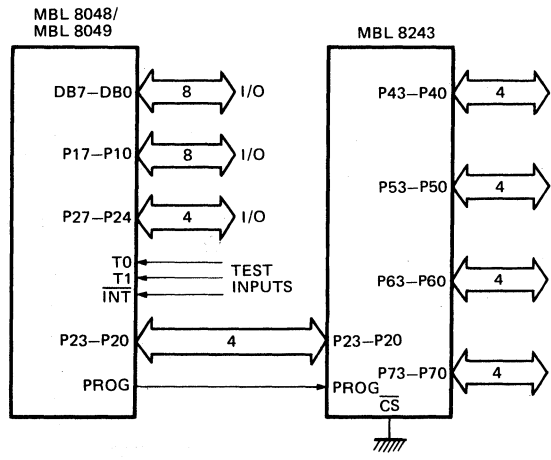 MBL 8048/
MBL 8049
MBL 8243
DB7–DB0
8
I/O
P17–P10
8
I/O
P27–P24
4
I/O
T0
T1
INT
TEST
INPUTS
P23–P20
4
PROG
P43–P40
4
P53–P50
4
P63–P60
4
P23–P20
P73–P70
4
PROG
CS